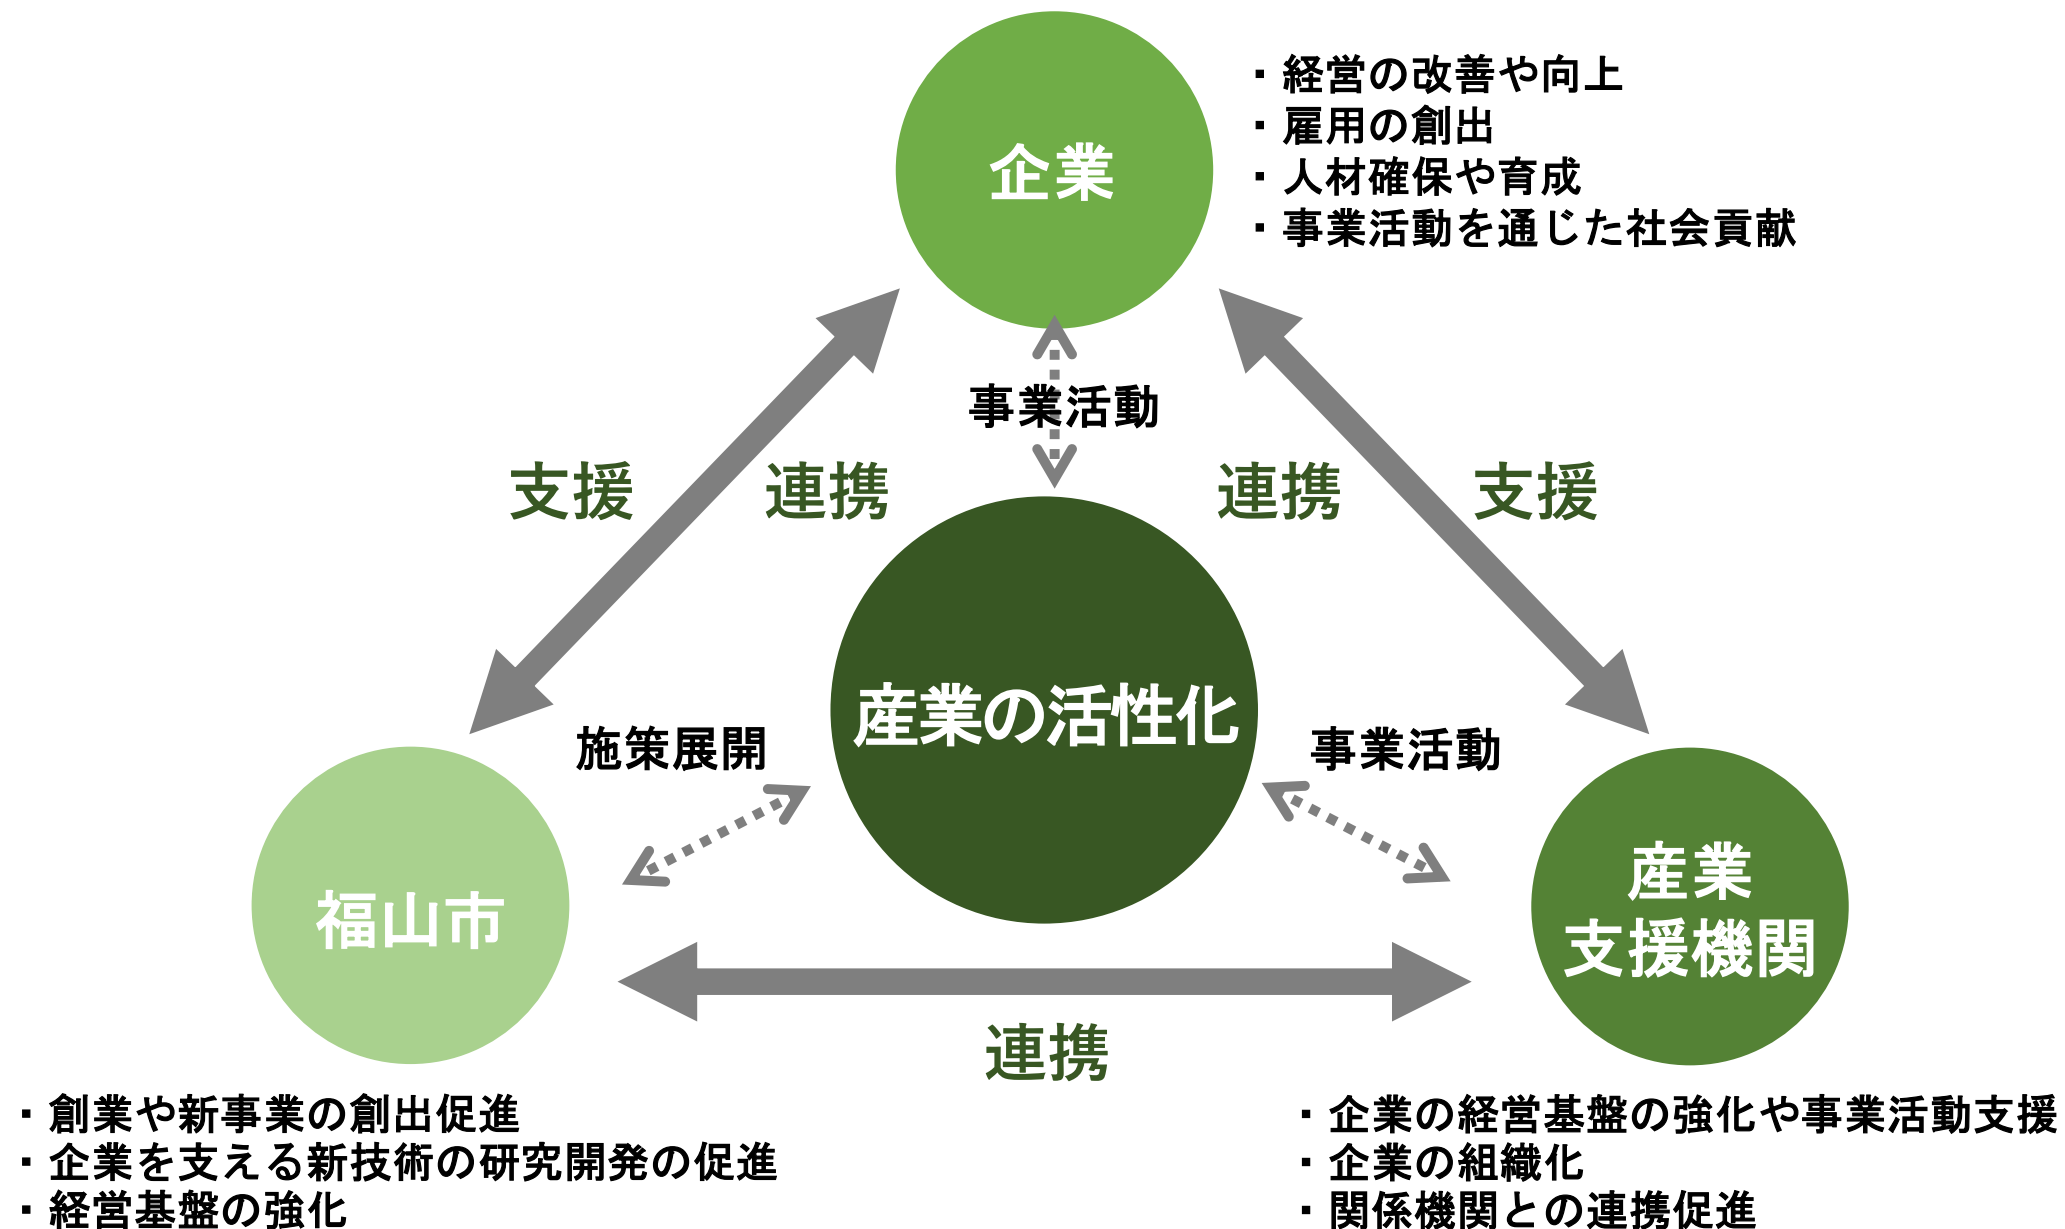 企業
・経営の改善や向上
・雇用の創出
・人材確保や育成
・事業活動を通じた社会貢献
事業活動
支援
連携
連携
支援
産業の活性化
施策展開
事業活動
福山市
産業
支援機関
連携
・創業や新事業の創出促進
・企業を支える新技術の研究開発の促進
・経営基盤の強化
・企業の経営基盤の強化や事業活動支援
・企業の組織化
・関係機関との連携促進